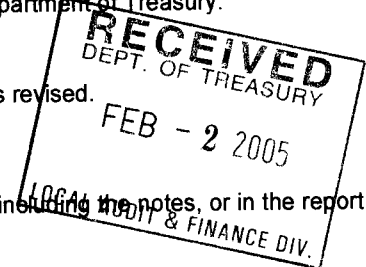 partment of Treasury.
RECEIVED
DEPT. OF TREASURY
s revised.
FEB - 2 2005
including the notes, or in the report
LOCAL AUDIT & FINANCE DIV.